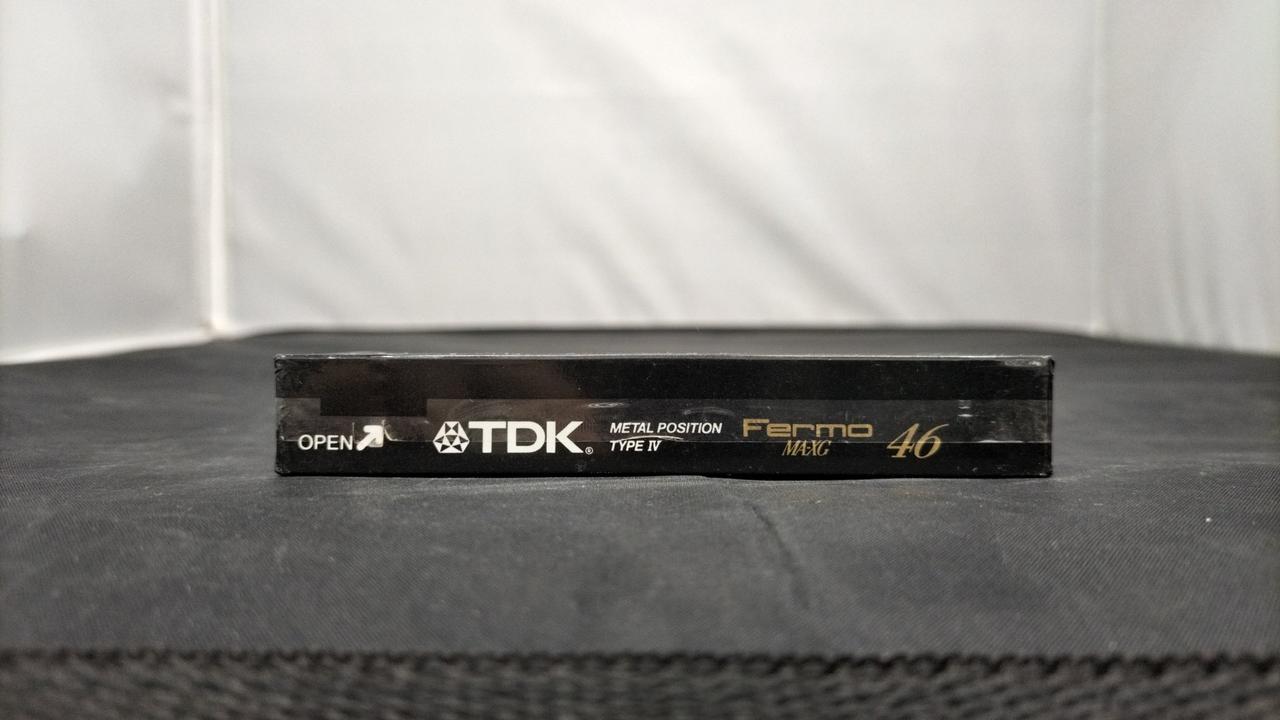 OPEN
TDK®
METAL POSITION
TYPE IV
Fermo
MA-XG
46